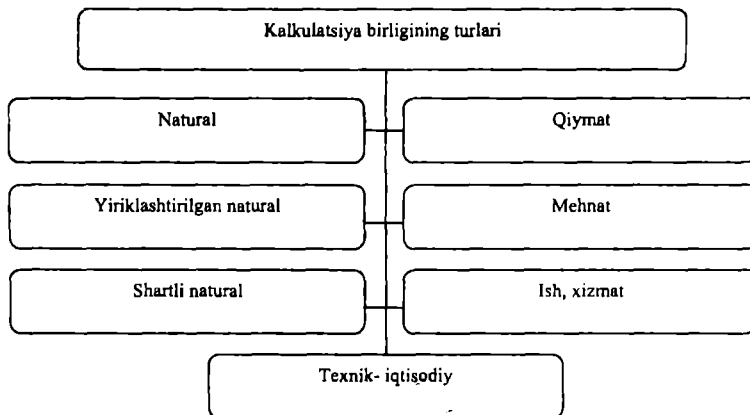 Kalkulatsiya birligining turlari
Natural
Qiymat
Yiriklashtirilgan natural
Mehnat
Shartli natural
Ish, xizmat
Texnik- iqtisodiy